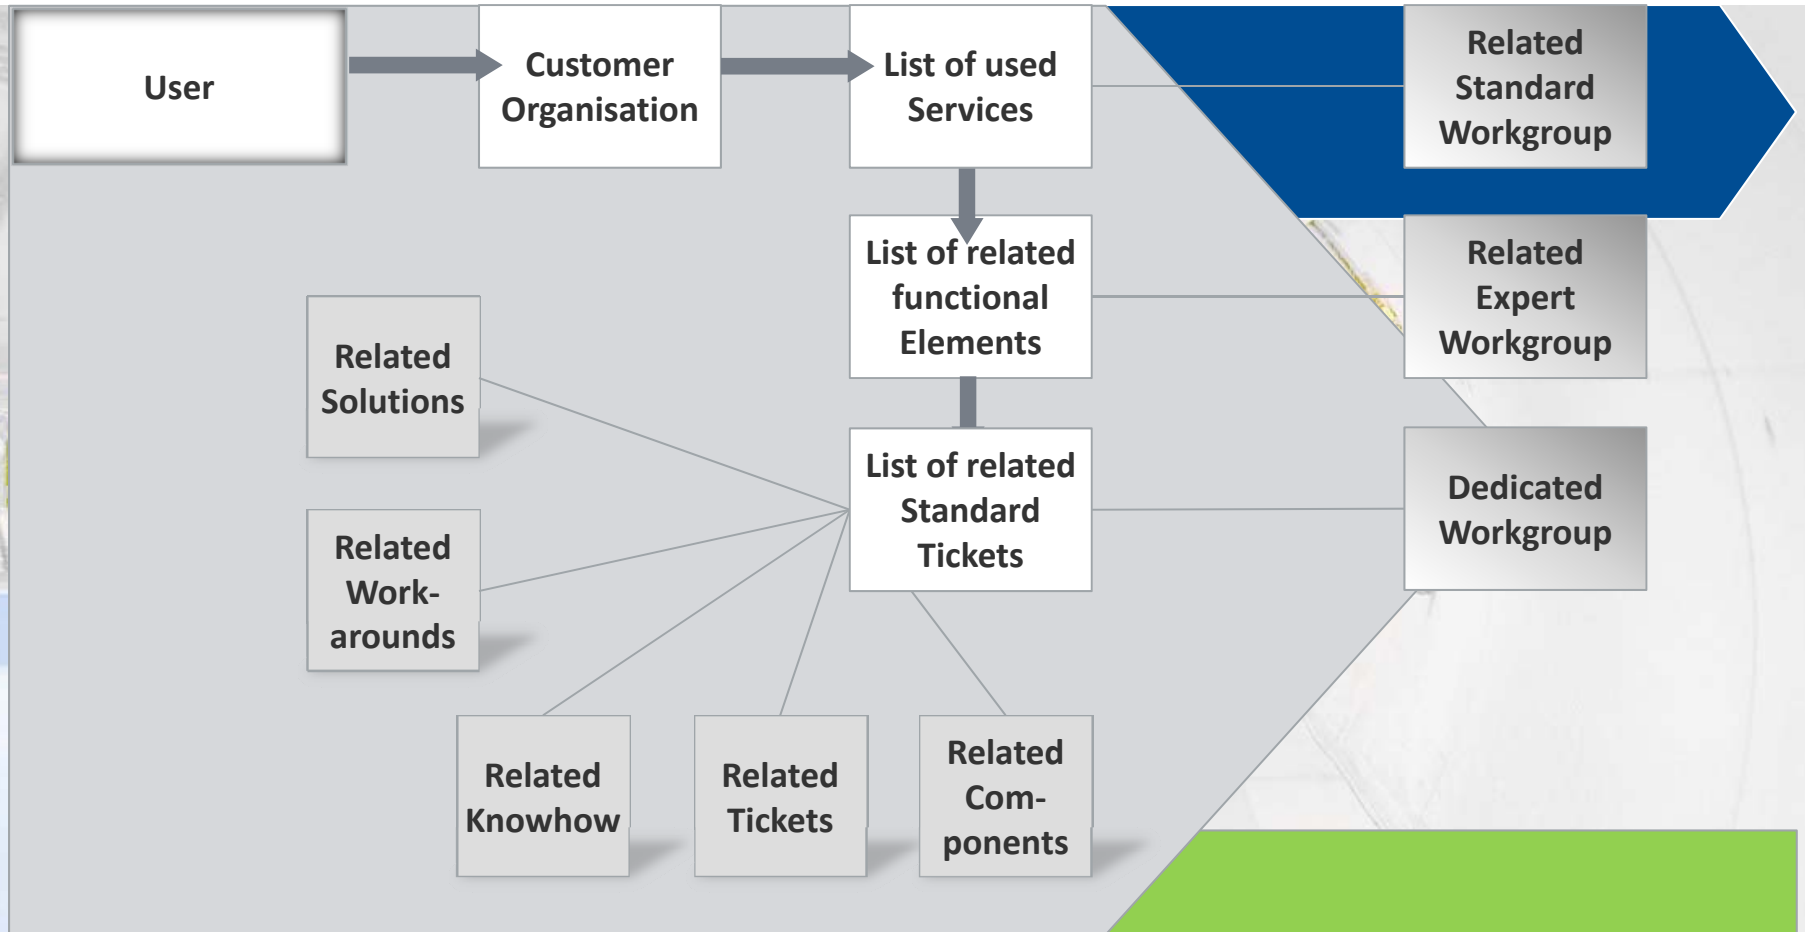 User
Customer
Organisation
List of used
Services
Related
Standard
Workgroup
List of related
functional
Elements
Related
Expert
Workgroup
Related
Solutions
List of related
Standard
Tickets
Dedicated
Workgroup
Related
Work-
arounds
Related
Knowhow
Related
Tickets
Related
Com-
ponents